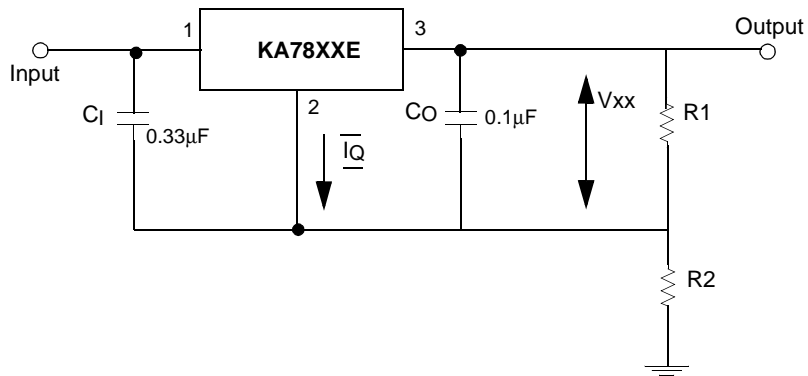 1
KA78XXE
3
Output
Input
CI
0.33μF
2
IQ
CO
0.1μF
Vxx
R1
R2